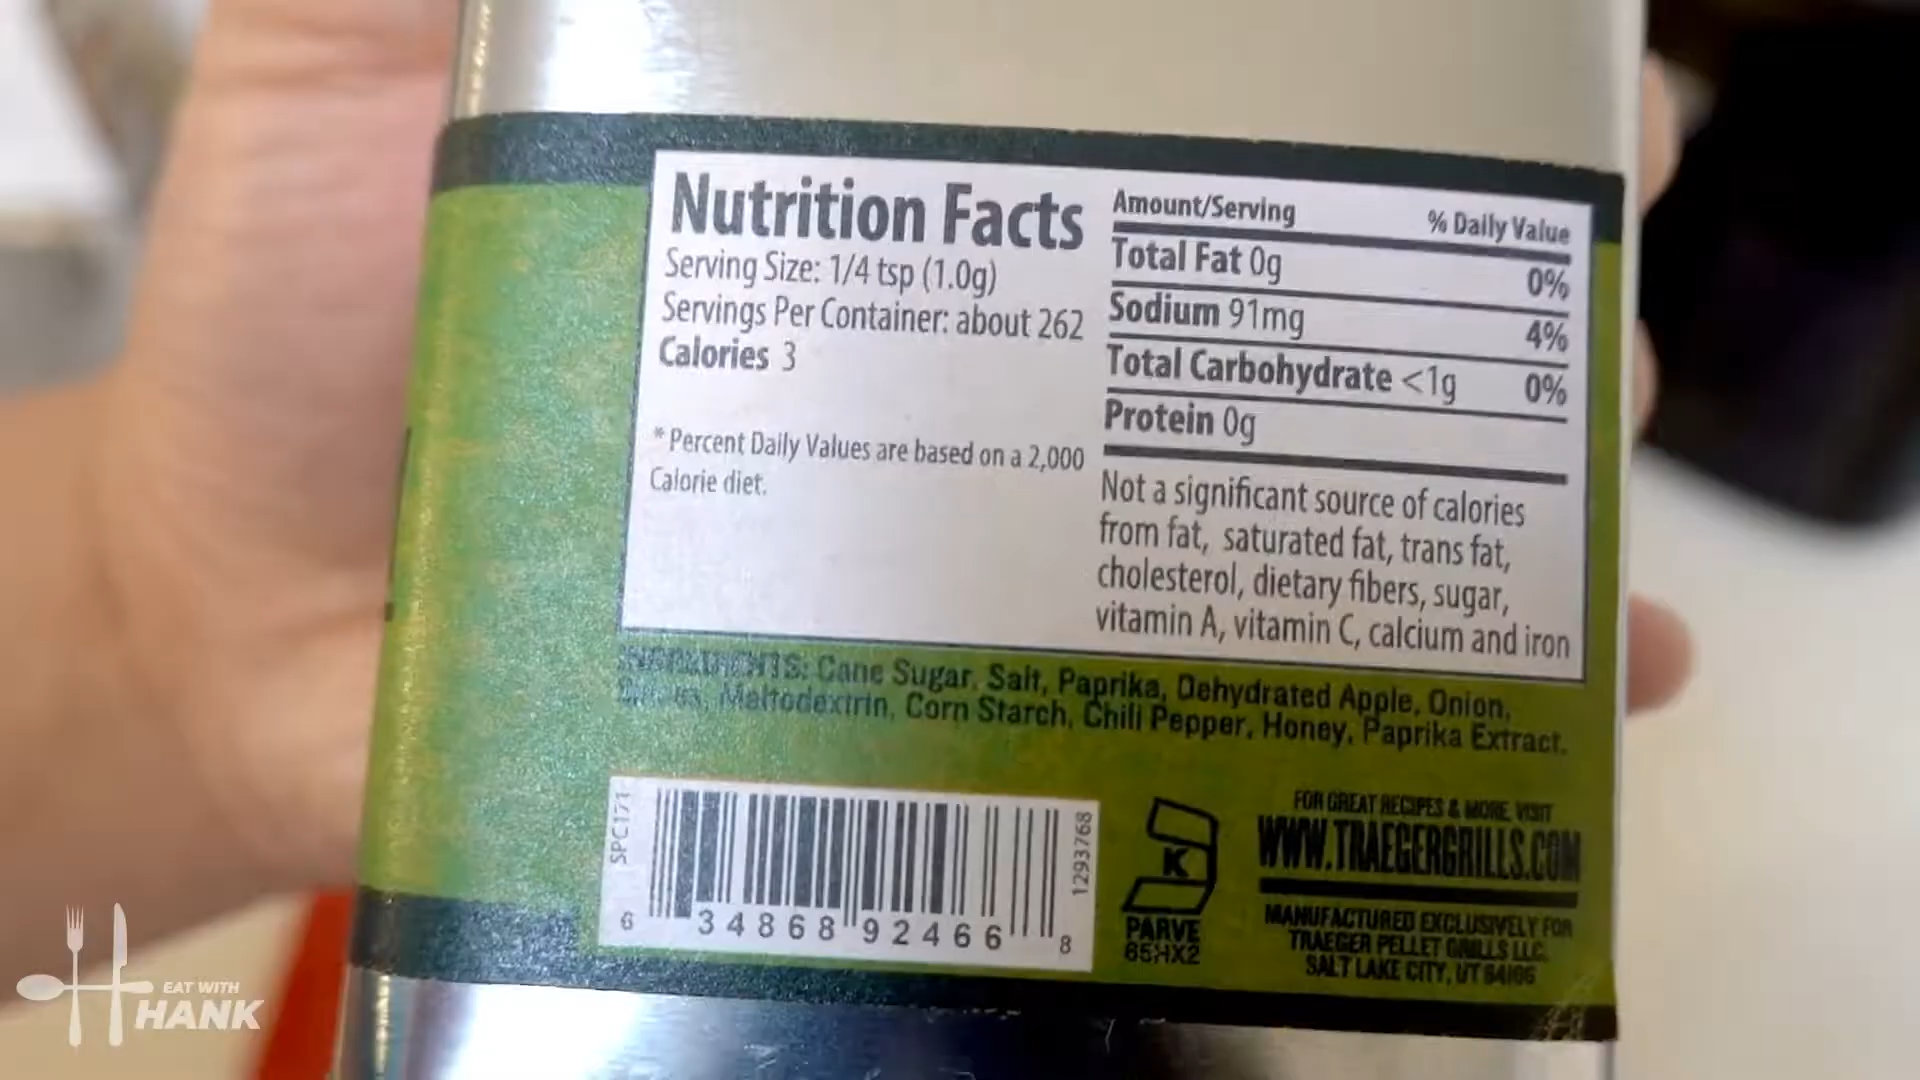 Nutrition Facts
Serving Size: 1/4 tsp (1.0g)
Servings Per Container: about 262
Calories 3
* Percent Daily Values are based on a 2,000
Calorie diet.
Amount/Serving % Daily Value
Total Fat 0g 0%
Sodium 91mg 4%
Total Carbohydrate <1g 0%
Protein 0g
Not a significant source of calories
from fat, saturated fat, trans fat,
cholesterol, dietary fibers, sugar,
vitamin A, vitamin C, calcium and iron
INGREDIENTS: Cane Sugar, Salt, Paprika, Dehydrated Apple, Onion,
Maltodextrin, Corn Starch, Chili Pepper, Honey, Paprika Extract.
SPC171
6 34868 92466 8
1293768
K
PARVE
65HX2
FOR GREAT RECIPES & MORE VISIT
WWW.TRAEGERGRILLS.COM
MANUFACTURED EXCLUSIVELY FOR
TRAEGER PELLET GRILLS LLC.
SALT LAKE CITY, UT 84106
EAT WITH
HANK